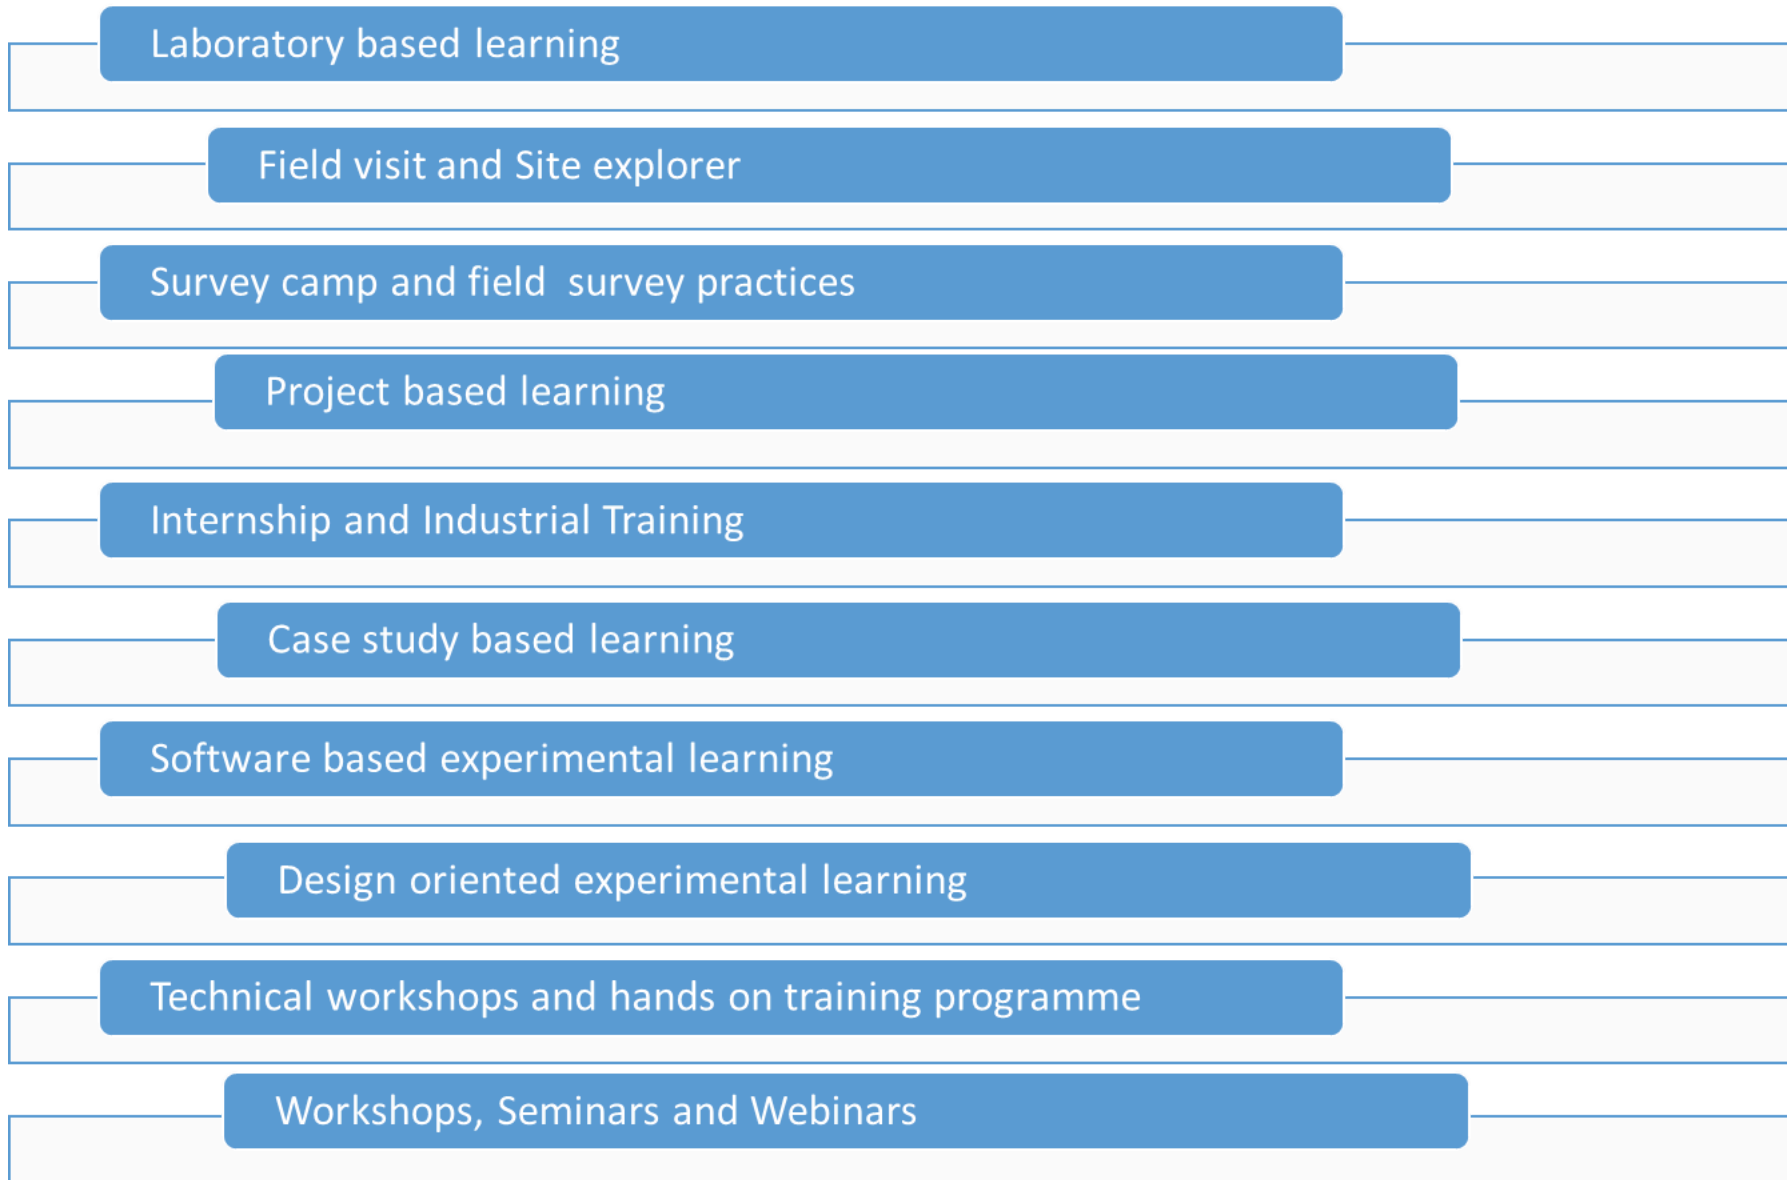 Laboratory based learning
Field visit and Site explorer
Survey camp and field  survey practices
Project based learning
Internship and Industrial Training
Case study based learning
Software based experimental learning
Design oriented experimental learning
Technical workshops and hands on training programme
Workshops, Seminars and Webinars